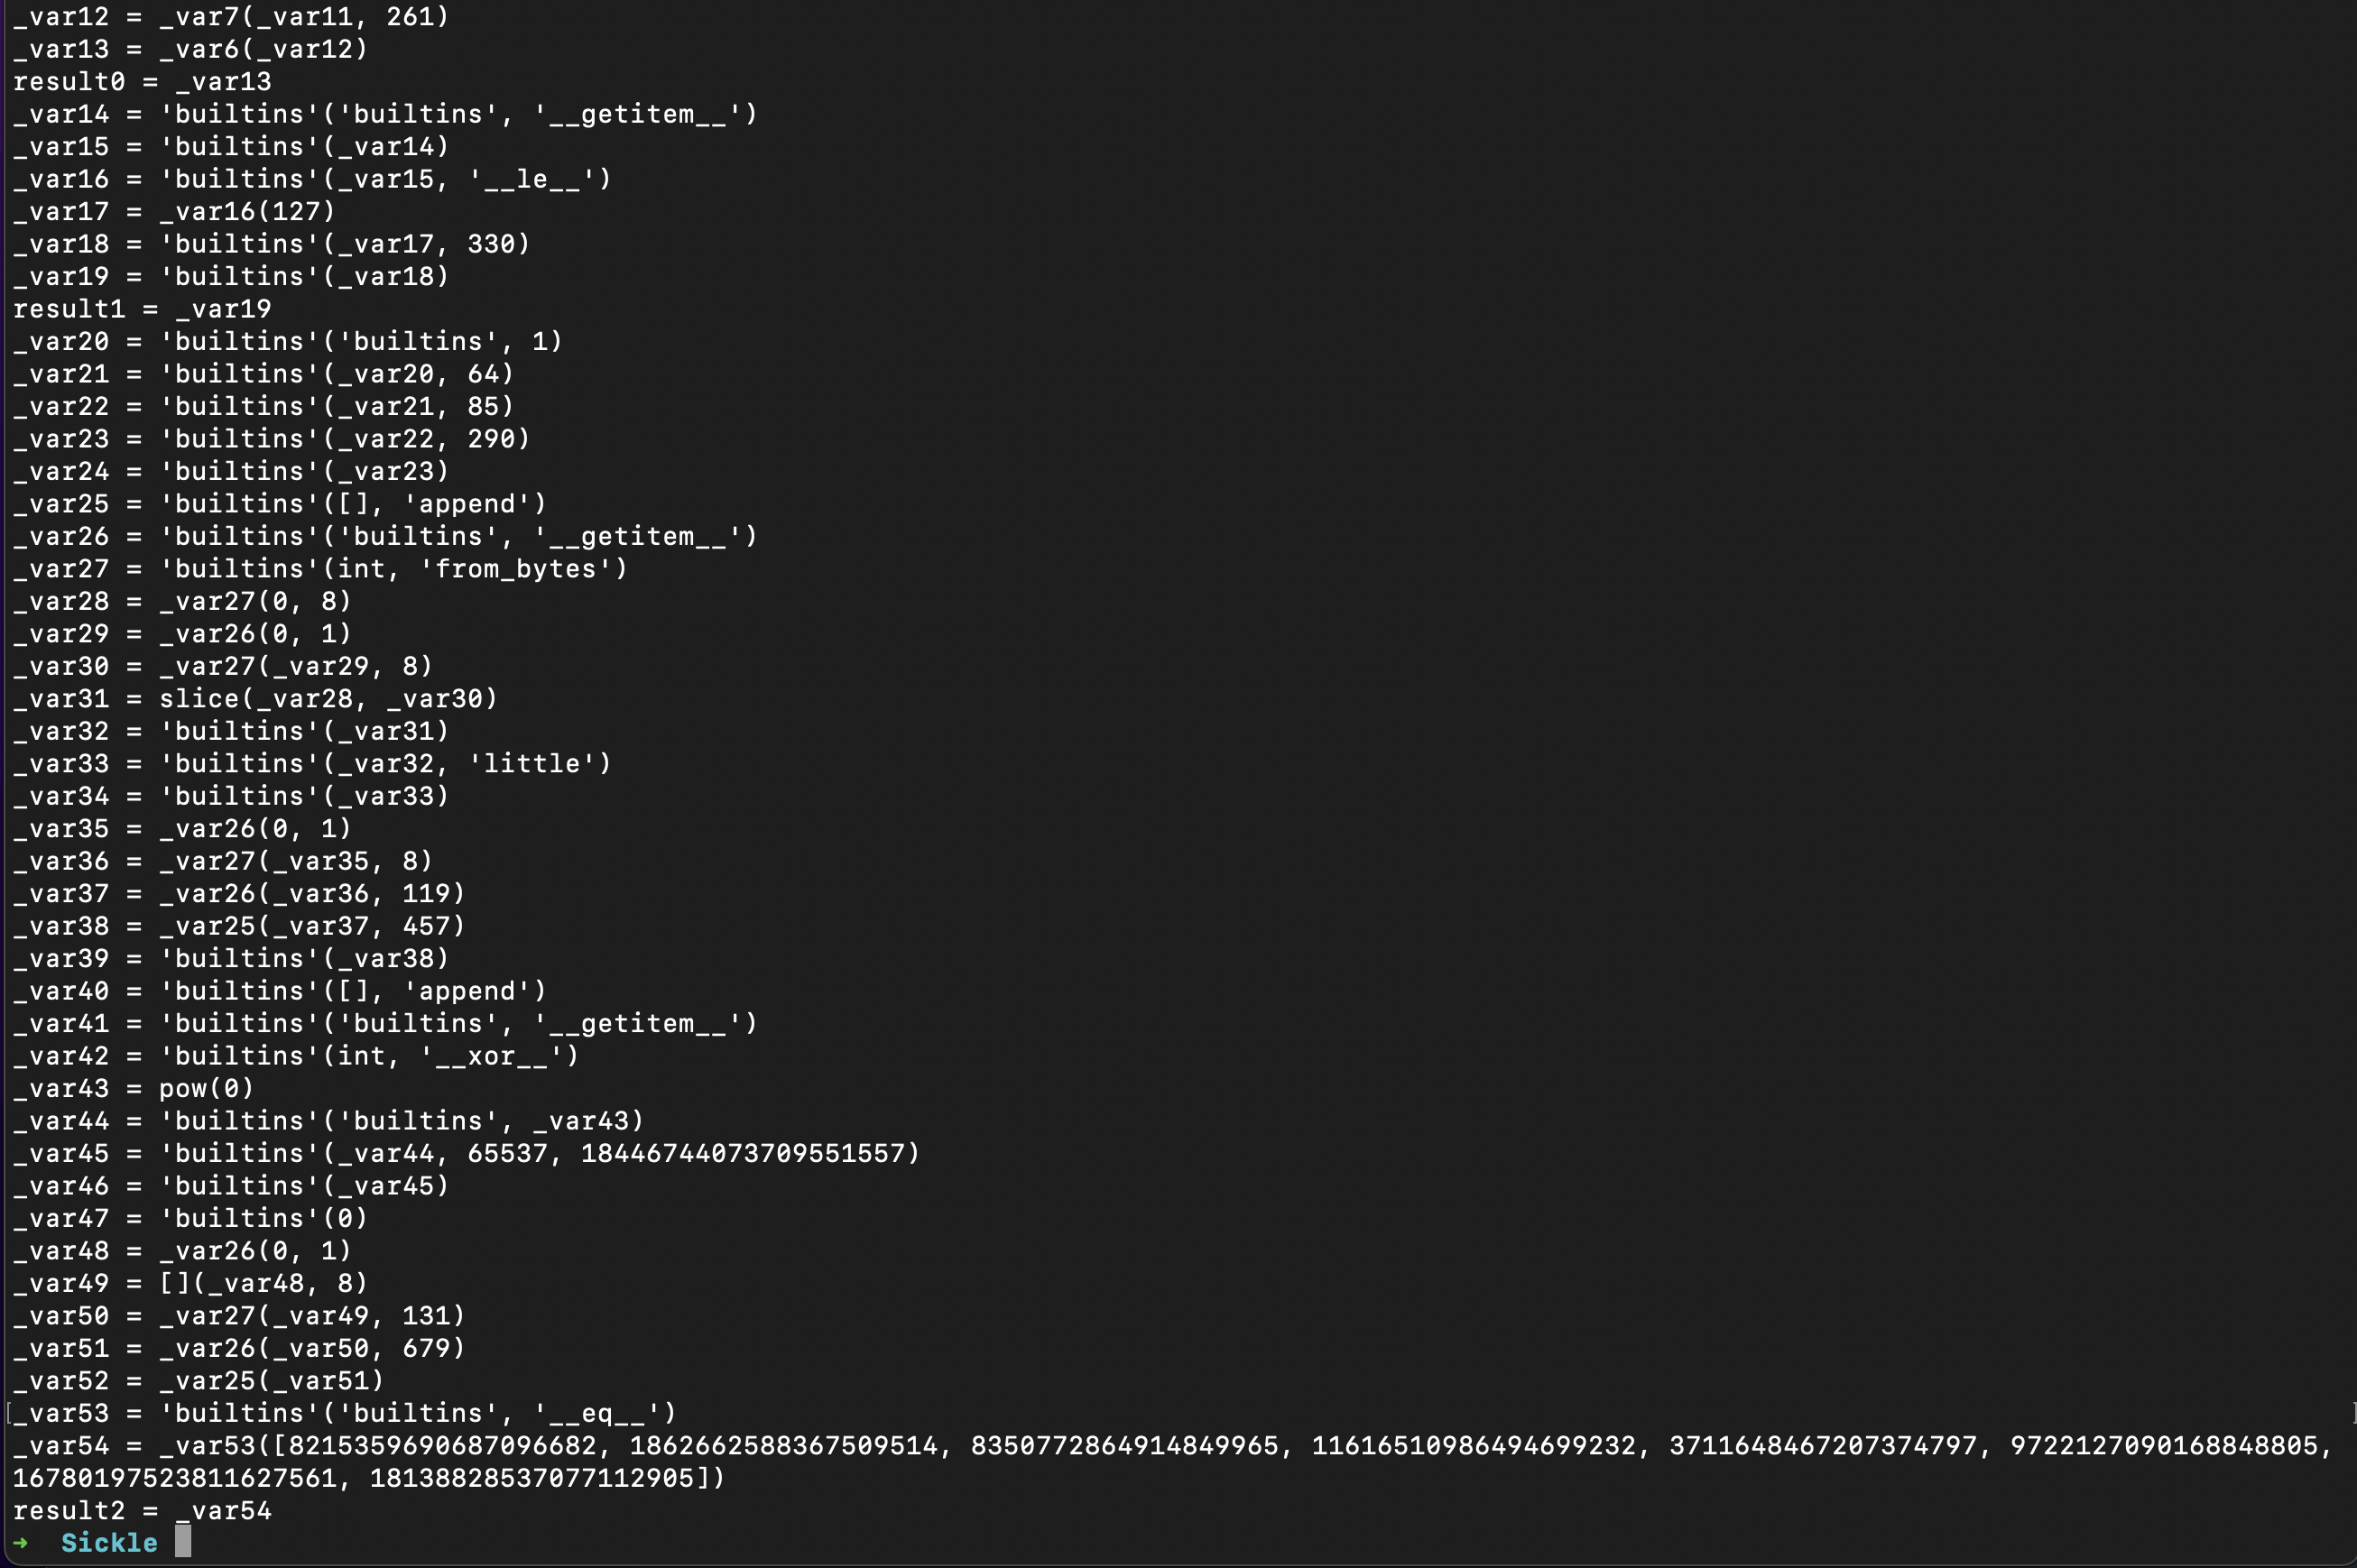 _var12 = _var7(_var11, 261)
_var13 = _var6(_var12)
result0 = _var13
_var14 = 'builtins'('builtins', '__getitem__')
_var15 = 'builtins'(_var14)
_var16 = 'builtins'(_var15, '__le__')
_var17 = _var16(127)
_var18 = 'builtins'(_var17, 330)
_var19 = 'builtins'(_var18)
result1 = _var19
_var20 = 'builtins'('builtins', 1)
_var21 = 'builtins'(_var20, 64)
_var22 = 'builtins'(_var21, 85)
_var23 = 'builtins'(_var22, 290)
_var24 = 'builtins'(_var23)
_var25 = 'builtins'([], 'append')
_var26 = 'builtins'('builtins', '__getitem__')
_var27 = 'builtins'(int, 'from_bytes')
_var28 = _var27(0, 8)
_var29 = _var26(0, 1)
_var30 = _var27(_var29, 8)
_var31 = slice(_var28, _var30)
_var32 = 'builtins'(_var31)
_var33 = 'builtins'(_var32, 'little')
_var34 = 'builtins'(_var33)
_var35 = _var26(0, 1)
_var36 = _var27(_var35, 8)
_var37 = _var26(_var36, 119)
_var38 = _var25(_var37, 457)
_var39 = 'builtins'(_var38)
_var40 = 'builtins'([], 'append')
_var41 = 'builtins'('builtins', '__getitem__')
_var42 = 'builtins'(int, '__xor__')
_var43 = pow(0)
_var44 = 'builtins'('builtins', _var43)
_var45 = 'builtins'(_var44, 65537, 18446744073709551557)
_var46 = 'builtins'(_var45)
_var47 = 'builtins'(0)
_var48 = _var26(0, 1)
_var49 = [](_var48, 8)
_var50 = _var27(_var49, 131)
_var51 = _var26(_var50, 679)
_var52 = _var25(_var51)
_var53 = 'builtins'('builtins', '__eq__')
_var54 = _var53([8215359690687096682, 1862662588367509514, 8350772864914849965, 11616510986494699232, 3711648467207374797, 9722127090168848805,
16780197523811627561, 18138828537077112905])
result2 = _var54
➜  Sickle